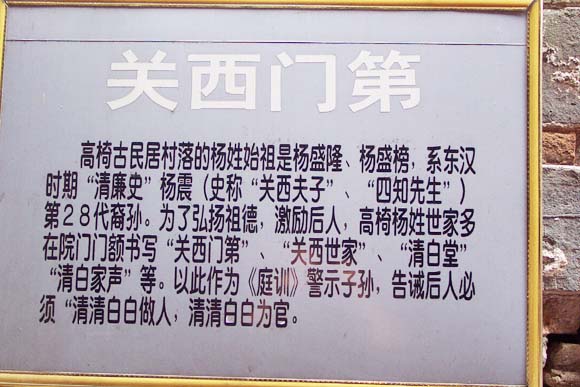 关西门第
高椅古民居村落的杨姓始祖是杨盛隆、杨盛榜，系东汉
时期“清廉史”杨震（史称“关西夫子”、“四知先生”）
第28代裔孙。为了弘扬祖德，激励后人，高椅杨姓世家多
在院门门额书写“关西门第”、“关西世家”、“清白堂”
“清白家声”等。以此作为《庭训》警示子孙，告诫后人必
须“清清白白做人，清清白白为官。